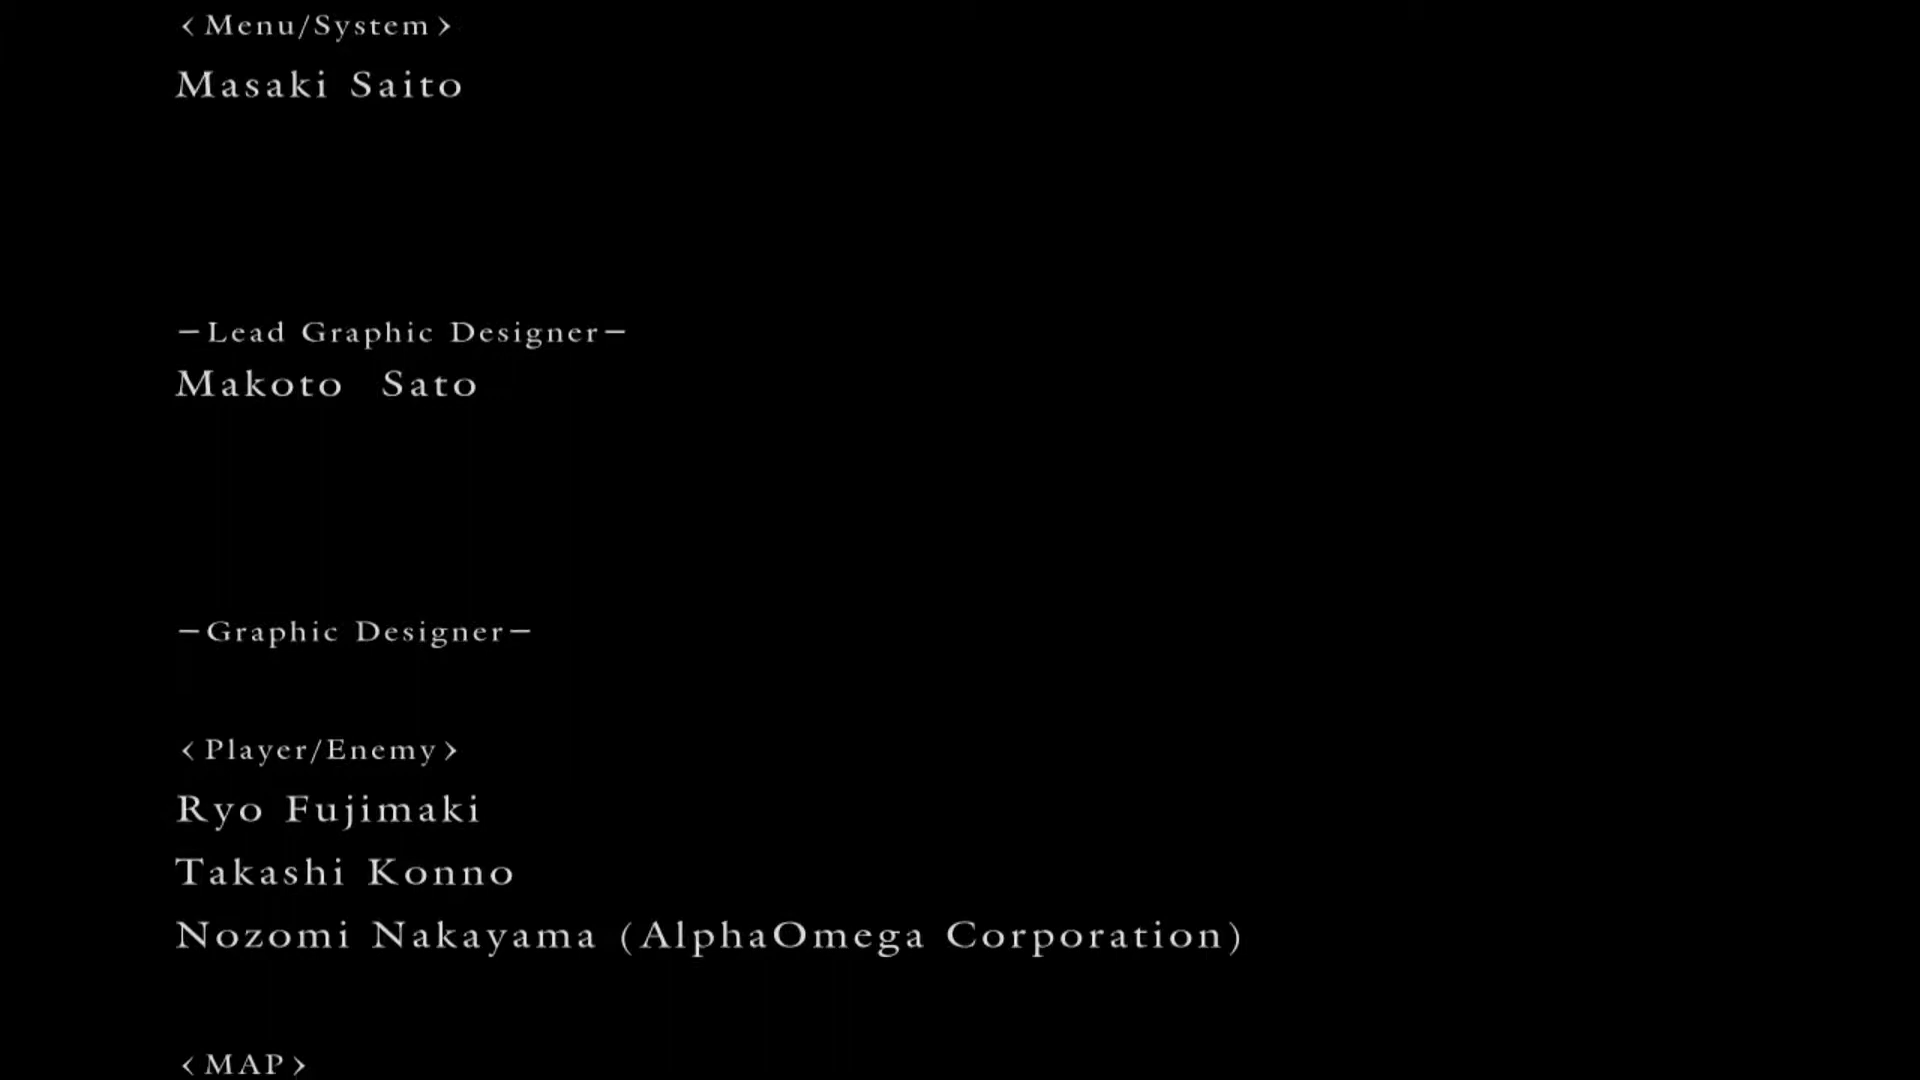 〈Menu/System〉
Masaki Saito
－Lead Graphic Designer－
Makoto  Sato
－Graphic Designer－
〈Player/Enemy〉
Ryo Fujimaki
Takashi Konno
Nozomi Nakayama (AlphaOmega Corporation)
〈MAP〉